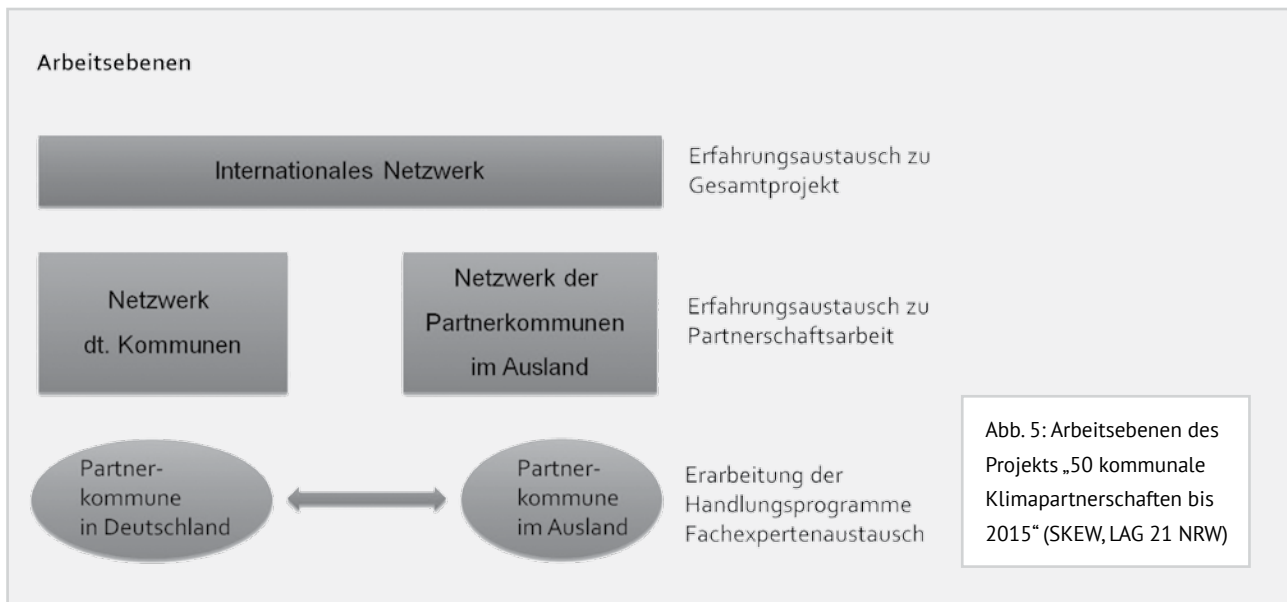 Arbeitsebenen
Internationales Netzwerk
Erfahrungsaustausch zu
Gesamtprojekt
Netzwerk
dt. Kommunen
Netzwerk der
Partnerkommunen
im Ausland
Erfahrungsaustausch zu
Partnerschaftsarbeit
Partner-
kommune
in Deutschland
Partner-
kommune
im Ausland
Erarbeitung der
Handlungsprogramme
Fachexpertenaustausch
Abb. 5: Arbeitsebenen des
Projekts „50 kommunale
Klimapartnerschaften bis
2015“ (SKEW, LAG 21 NRW)